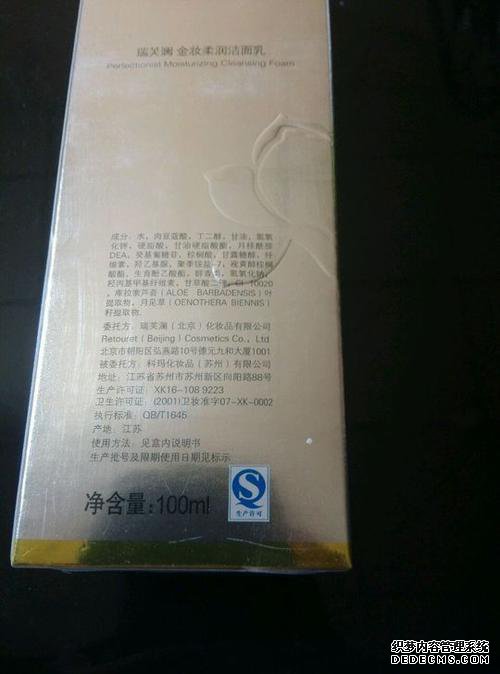 瑞芙澜 金妆柔润洁面乳
Perfectionist Moisturizing Cleansing Foam
成分：水，肉豆蔻酸，丁二醇，甘油，氢氧
化钾，硬脂酸，甘油硬脂酸酯，月桂酰胺
DEA，癸基葡糖苷，棕榈酸，甘露糖醇，纤
维素，羟乙基脲，聚季铵盐-7，视黄醇棕榈
酸酯，生育酚乙酸酯，群青类，氢氧化钠，
羟丙基甲基纤维素，甘草酸二钾，CI 10020
，库拉索芦荟（ALOE BARBADENSIS）叶
提取物，月见草（OENOTHERA BIENNIS）
籽提取物.
委托方：瑞芙澜（北京）化妆品有限公司
Retouret (Beijing) Cosmetics Co., Ltd
北京市朝阳区弘燕路10号德元九和大厦1001
被委托方：科玛化妆品（苏州）有限公司
地址：江苏省苏州市苏州新区向阳路88号
生产许可证：XK16-108 9223
卫生许可证：(2001)卫妆准字07-XK-0002
执行标准：QB/T1645
产地：江苏
使用方法：见盒内说明书
生产批号及限期使用日期见标示
净含量：100ml
生产许可
织梦内容管理系统
DEDECMS.COM